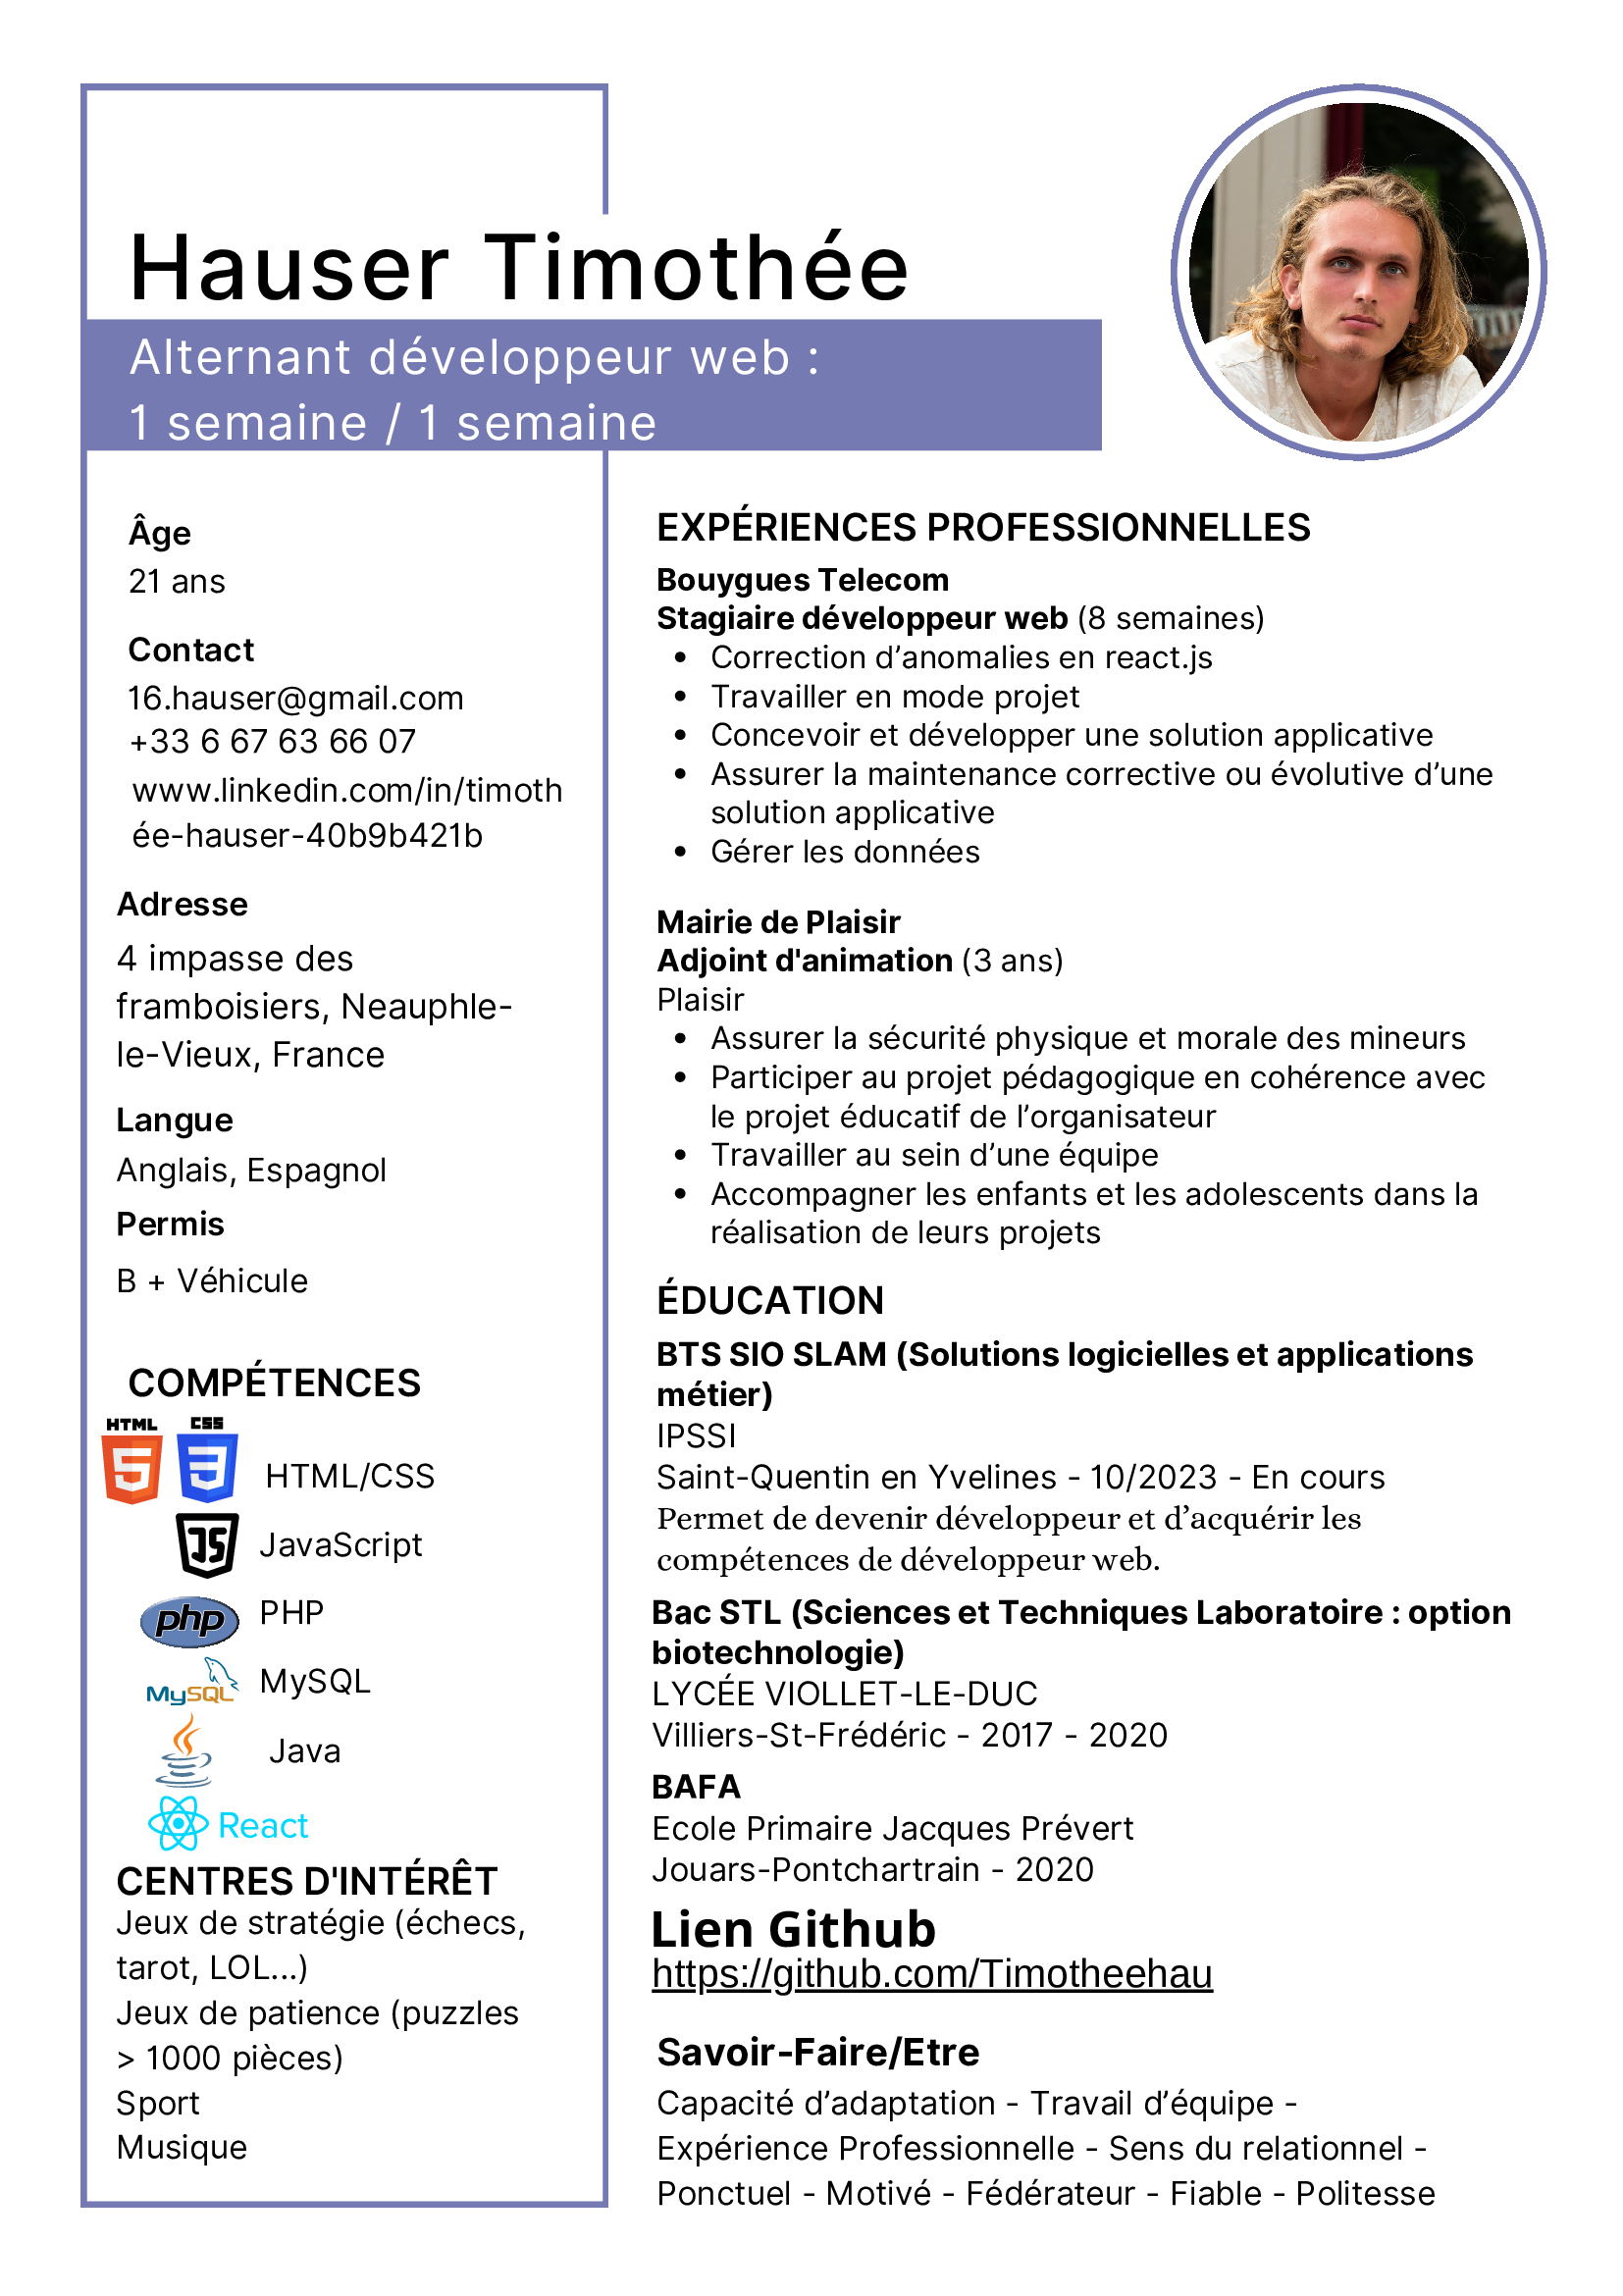 Hauser Timothée
Alternant développeur web :
1 semaine / 1 semaine
Âge
21 ans
Contact
16.hauser@gmail.com
+33 6 67 63 66 07
www.linkedin.com/in/timoth
ée-hauser-40b9b421b
Adresse
4 impasse des
framboisiers, Neauphle-
le-Vieux, France
Langue
Anglais, Espagnol
Permis
B + Véhicule
COMPÉTENCES
HTML CSS
HTML/CSS
JS JavaScript
php PHP
MySQL MySQL
Java
React
CENTRES D'INTÉRÊT
Jeux de stratégie (échecs,
tarot, LOL...)
Jeux de patience (puzzles
> 1000 pièces)
Sport
Musique
EXPÉRIENCES PROFESSIONNELLES
Bouygues Telecom
Stagiaire développeur web (8 semaines)
• Correction d’anomalies en react.js
• Travailler en mode projet
• Concevoir et développer une solution applicative
• Assurer la maintenance corrective ou évolutive d’une
solution applicative
• Gérer les données
Mairie de Plaisir
Adjoint d'animation (3 ans)
Plaisir
• Assurer la sécurité physique et morale des mineurs
• Participer au projet pédagogique en cohérence avec
le projet éducatif de l’organisateur
• Travailler au sein d’une équipe
• Accompagner les enfants et les adolescents dans la
réalisation de leurs projets
ÉDUCATION
BTS SIO SLAM (Solutions logicielles et applications
métier)
IPSSI
Saint-Quentin en Yvelines - 10/2023 - En cours
Permet de devenir développeur et d’acquérir les
compétences de développeur web.
Bac STL (Sciences et Techniques Laboratoire : option
biotechnologie)
LYCÉE VIOLLET-LE-DUC
Villiers-St-Frédéric - 2017 - 2020
BAFA
Ecole Primaire Jacques Prévert
Jouars-Pontchartrain - 2020
Lien Github
https://github.com/Timotheehau
Savoir-Faire/Etre
Capacité d’adaptation - Travail d’équipe -
Expérience Professionnelle - Sens du relationnel -
Ponctuel - Motivé - Fédérateur - Fiable - Politesse